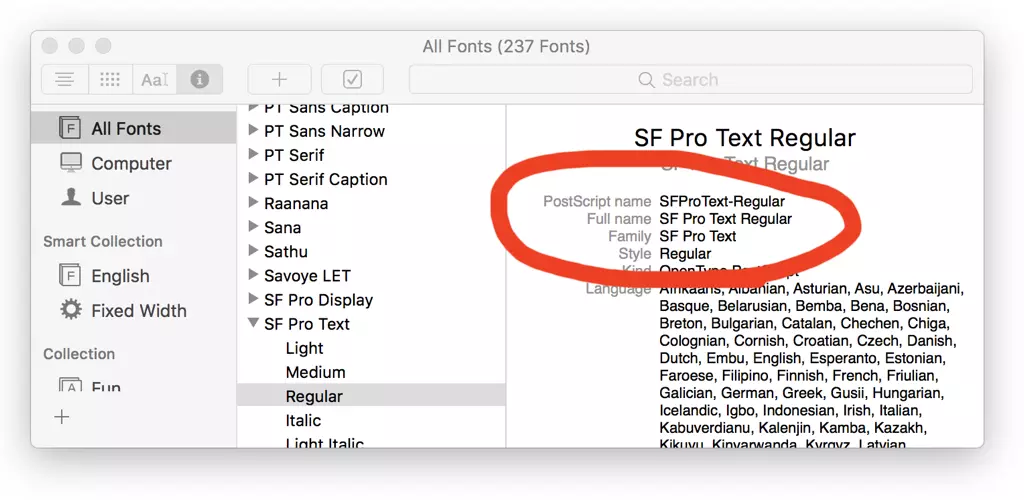 All Fonts (237 Fonts)
Aa
Search
All Fonts
Computer
User
Smart Collection
English
Fixed Width
Collection
Fun
PT Sans Caption
PT Sans Narrow
PT Serif
PT Serif Caption
Raanana
Sana
Sathu
Savoye LET
SF Pro Display
SF Pro Text
Light
Medium
Regular
Italic
Light Italic
SF Pro Text Regular
SF Pro Text Regular
PostScript name SFProText-Regular
Full name SF Pro Text Regular
Family SF Pro Text
Style Regular
Kind OpenType PostScript
Language Afrikaans, Albanian, Asturian, Asu, Azerbaijani,
Basque, Belarusian, Bemba, Bena, Bosnian,
Breton, Bulgarian, Catalan, Chechen, Chiga,
Colognian, Cornish, Croatian, Czech, Danish,
Dutch, Embu, English, Esperanto, Estonian,
Faroese, Filipino, Finnish, French, Friulian,
Galician, German, Greek, Gusii, Hungarian,
Icelandic, Igbo, Indonesian, Irish, Italian,
Kabuverdianu, Kalenjin, Kamba, Kazakh,
Kikuyu, Kinyarwanda, Kyrgyz, Latvian,